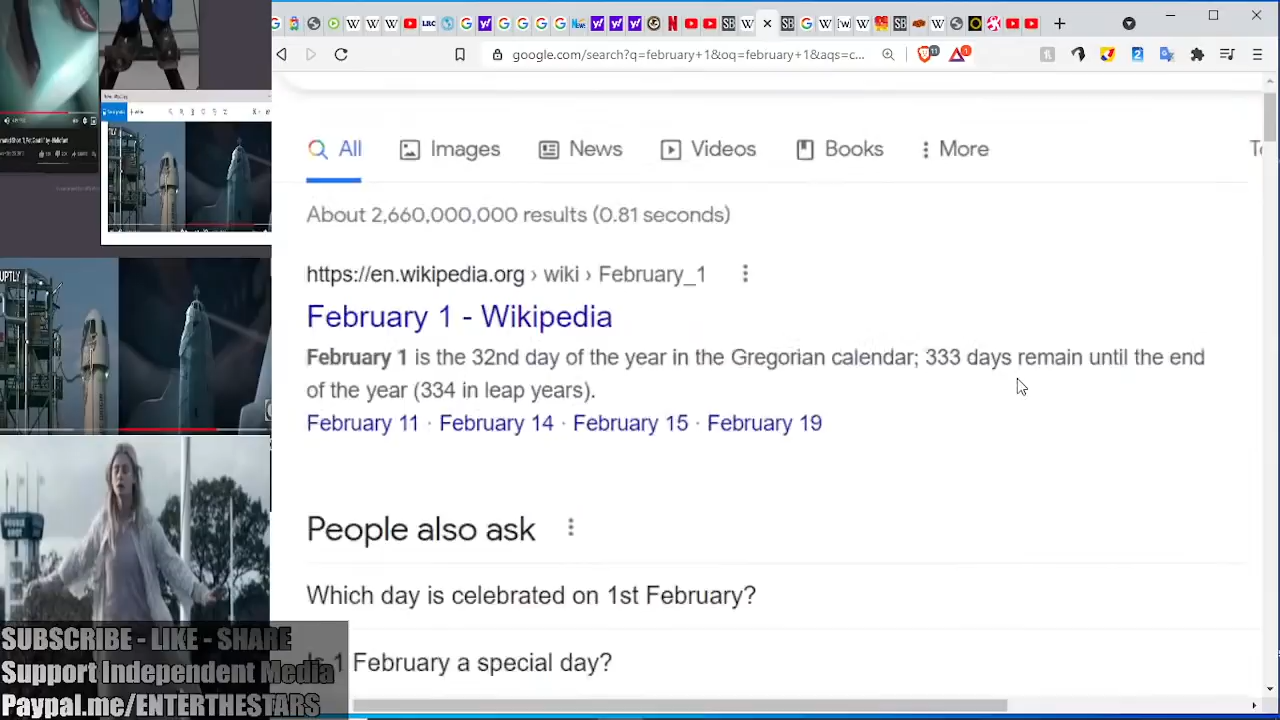 google.com/search?q=february+1&oq=february+1&aqs=c...
All
Images
News
Videos
Books
More
About 2,660,000,000 results (0.81 seconds)
https://en.wikipedia.org › wiki › February_1
February 1 - Wikipedia
February 1 is the 32nd day of the year in the Gregorian calendar; 333 days remain until the end
of the year (334 in leap years).
February 11 · February 14 · February 15 · February 19
People also ask
Which day is celebrated on 1st February?
Is 1 February a special day?
SUBSCRIBE - LIKE - SHARE
Support Independent Media
Paypal.me/ENTERTHESTARS